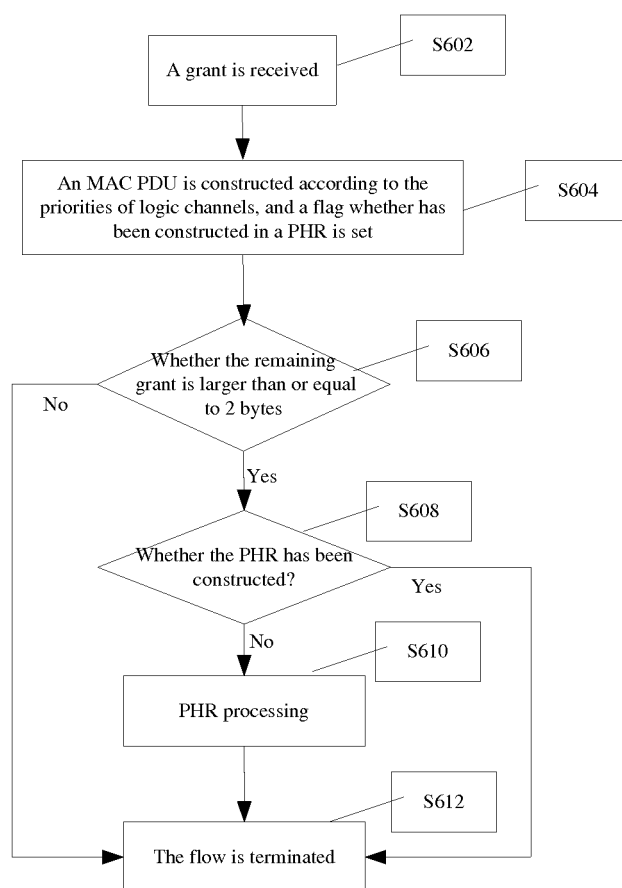 S602
A grant is received
An MAC PDU is constructed according to the
priorities of logic channels, and a flag whether has
been constructed in a PHR is set
S604
Whether the remaining
grant is larger than or equal
to 2 bytes
S606
No
Yes
S608
Whether the PHR has been
constructed?
Yes
No
S610
PHR processing
S612
The flow is terminated